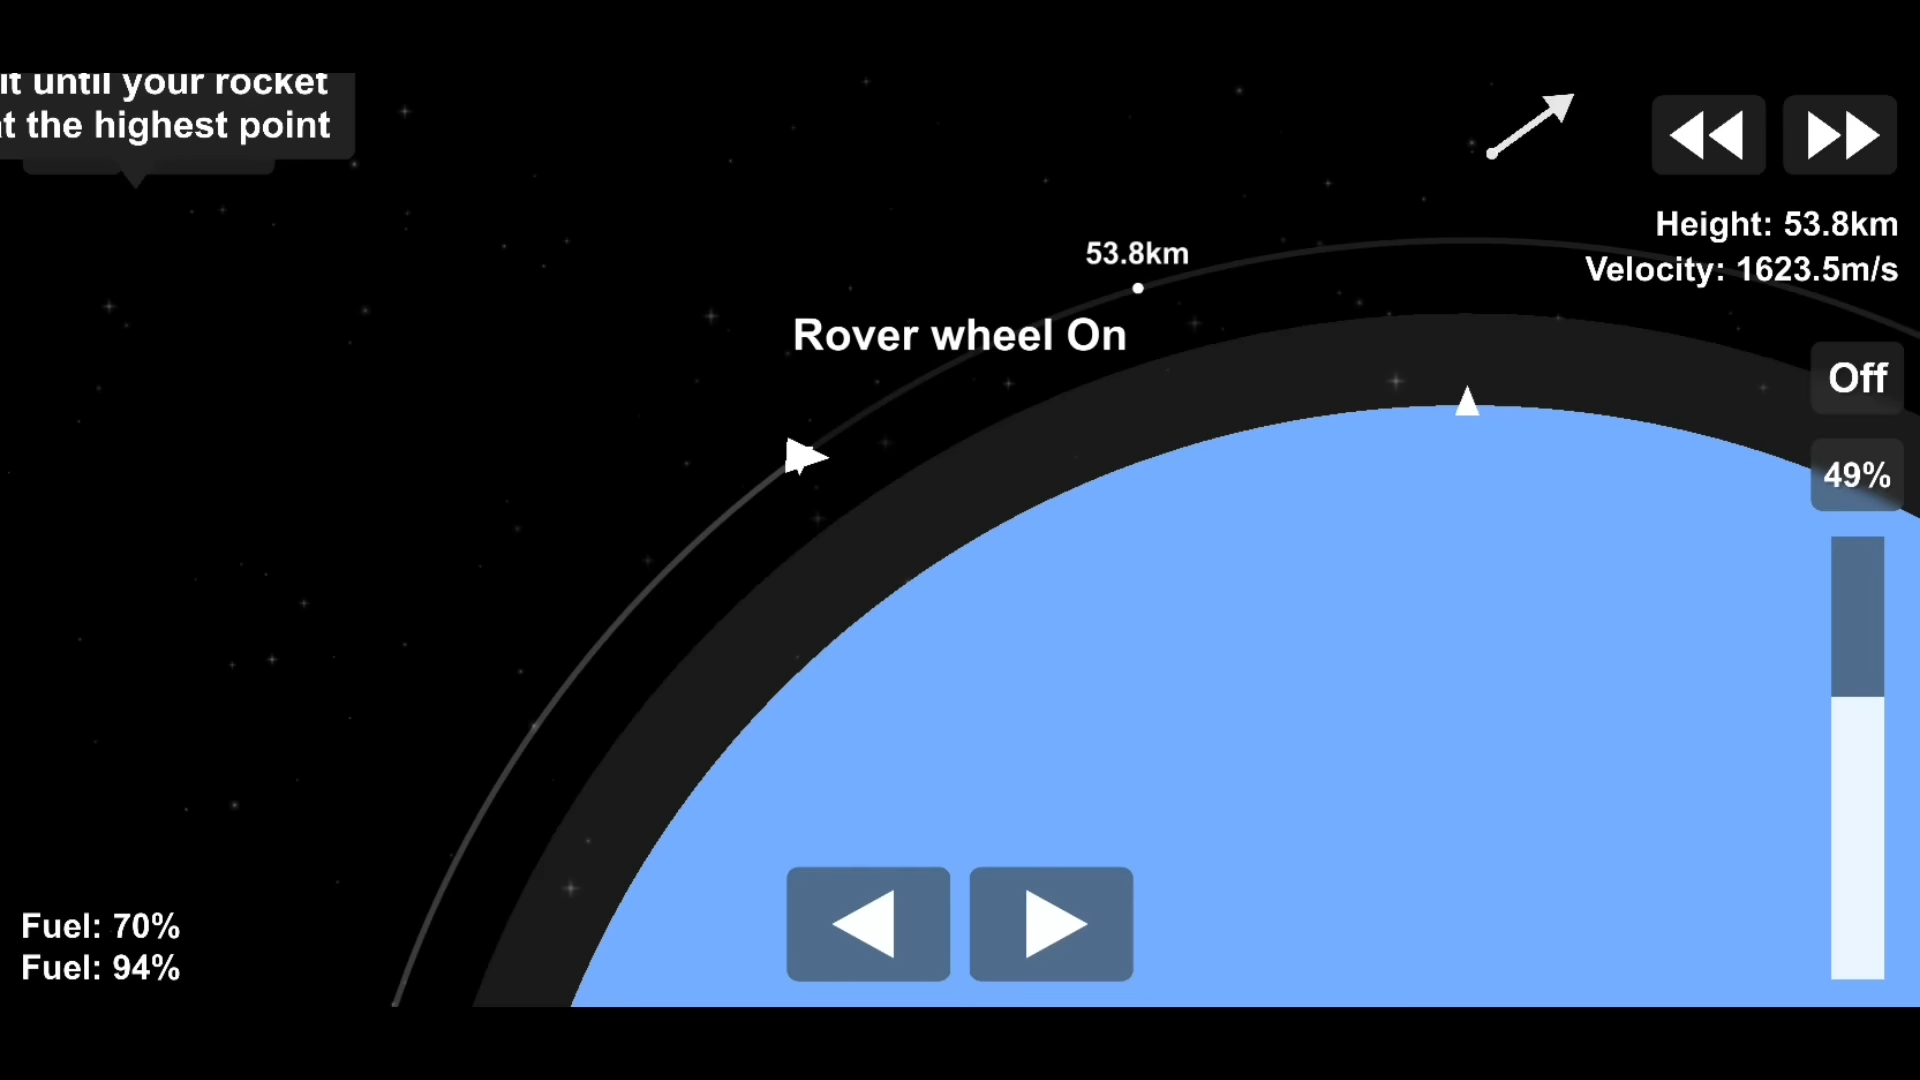 it until your rocket
at the highest point
Height: 53.8km
Velocity: 1623.5m/s
53.8km
Rover wheel On
Off
49%
Fuel: 70%
Fuel: 94%